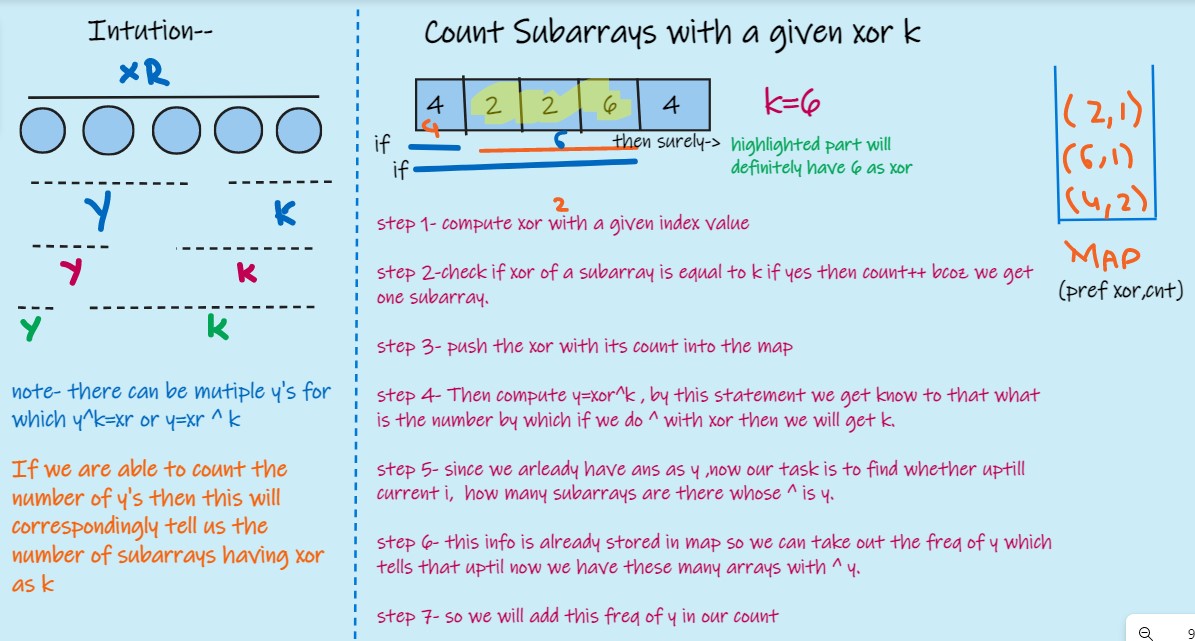 Intution--
xR
y
k
y
k
y
k
note- there can be mutiple y's for
which y^k=xr or y=xr ^ k
If we are able to count the
number of y's then this will
correspondingly tell us the
number of subarrays having xor
as k
Count Subarrays with a given xor k
4 2 2 6 4
k=6
4
6
if
then surely->
highlighted part will
definitely have 6 as xor
if
2
step 1- compute xor with a given index value
step 2-check if xor of a subarray is equal to k if yes then count++ bcoz we get
one subarray.
step 3- push the xor with its count into the map
step 4- Then compute y=xor^k , by this statement we get know to that what
is the number by which if we do ^ with xor then we will get k.
step 5- since we arleady have ans as y ,now our task is to find whether uptill
current i, how many subarrays are there whose ^ is y.
step 6- this info is already stored in map so we can take out the freq of y which
tells that uptil now we have these many arrays with ^ y.
step 7- so we will add this freq of y in our count
(2,1)
(6,1)
(4,2)
MAP
(pref xor,cnt)
9